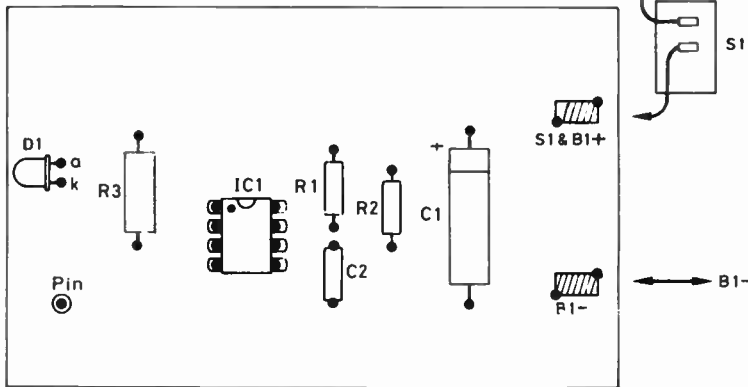 S1
S1 & B1+
D1
a
k
R3
IC1
R1
R2
+
C1
C2
Pin
B1-
B1-